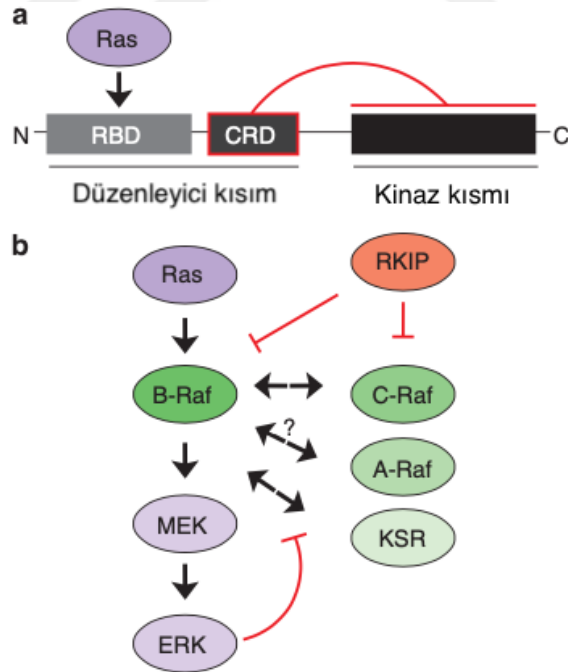 a
Ras
N RBD CRD C
Düzenleyici kısım Kinaz kısmı
b
Ras RKIP
B-Raf C-Raf
?
A-Raf
MEK KSR
ERK